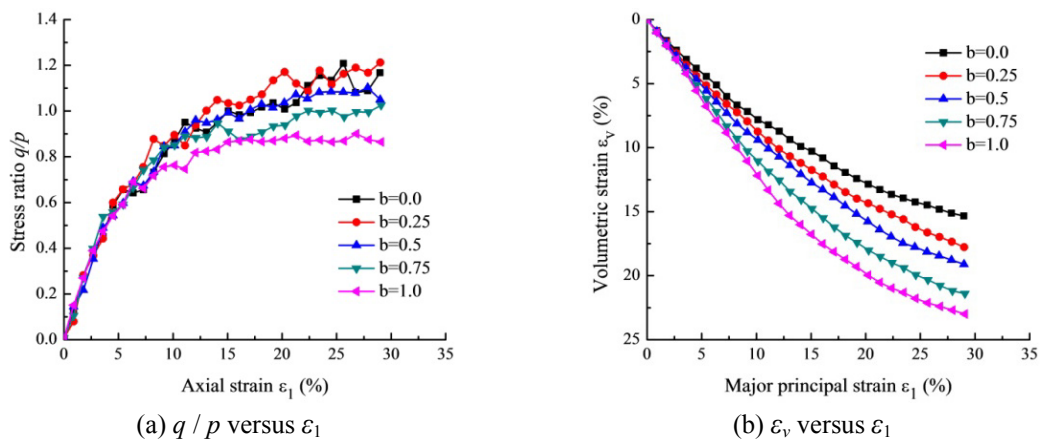 1.4
1.2
1.0
0.8
0.6
0.4
0.2
0.0
Stress ratio q/p
b=0.0
b=0.25
b=0.5
b=0.75
b=1.0
0 5 10 15 20 25 30 35
Axial strain ε₁ (%)
(a) q / p versus ε₁
0
5
10
15
20
25
Volumetric strain εᵥ (%)
b=0.0
b=0.25
b=0.5
b=0.75
b=1.0
0 5 10 15 20 25 30 35
Major principal strain ε₁ (%)
(b) εᵥ versus ε₁